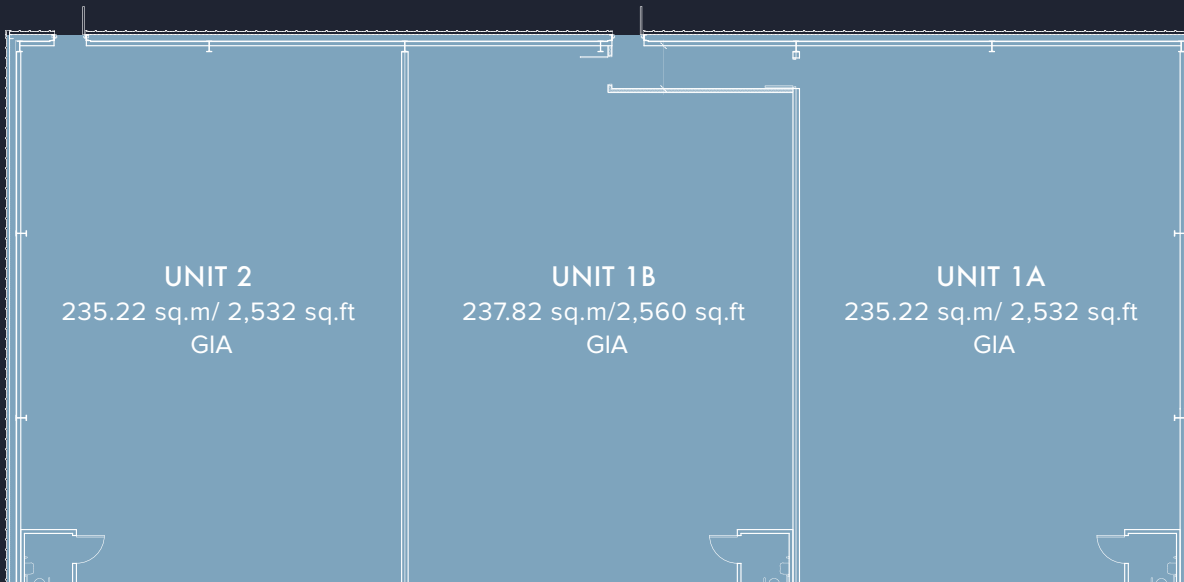 UNIT 2
235.22 sq.m/ 2,532 sq.ft
GIA
UNIT 1B
237.82 sq.m/2,560 sq.ft
GIA
UNIT 1A
235.22 sq.m/ 2,532 sq.ft
GIA